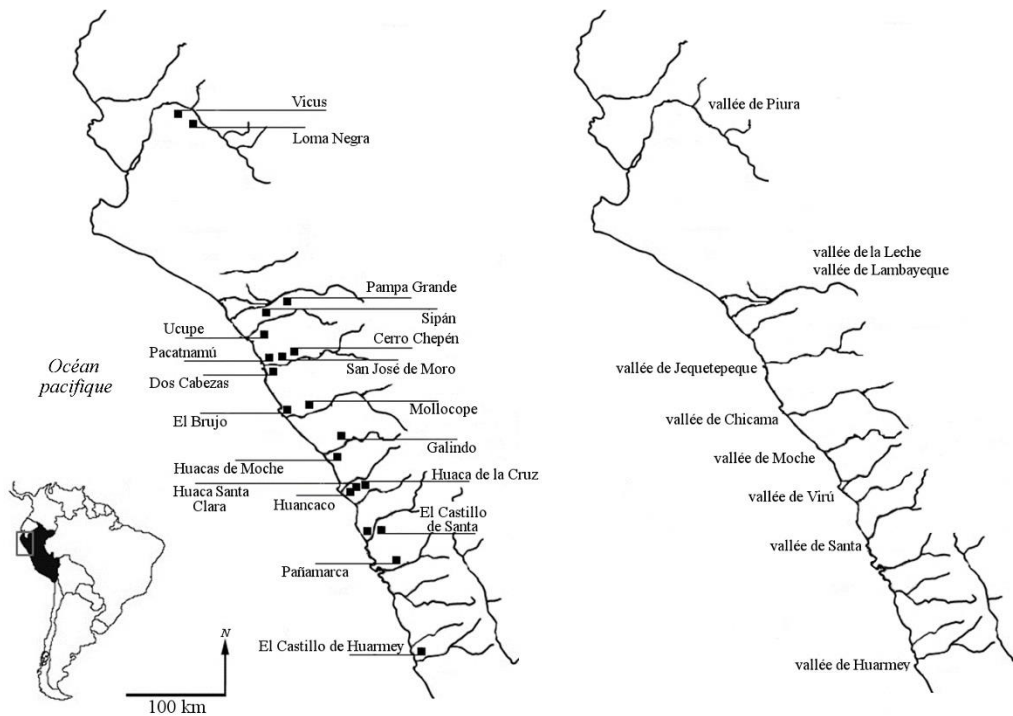 Vicus
Loma Negra
Pampa Grande
Sipán
Ucupe
Cerro Chepén
Pacatnamú
San José de Moro
Dos Cabezas
Océan
pacifique
Mollocope
El Brujo
Galindo
Huacas de Moche
Huaca de la Cruz
Huaca Santa
Clara
Huancaco
El Castillo
de Santa
Pañamarca
El Castillo de Huarmey
N
100 km
vallée de Piura
vallée de la Leche
vallée de Lambayeque
vallée de Jequetepeque
vallée de Chicama
vallée de Moche
vallée de Virú
vallée de Santa
vallée de Huarmey